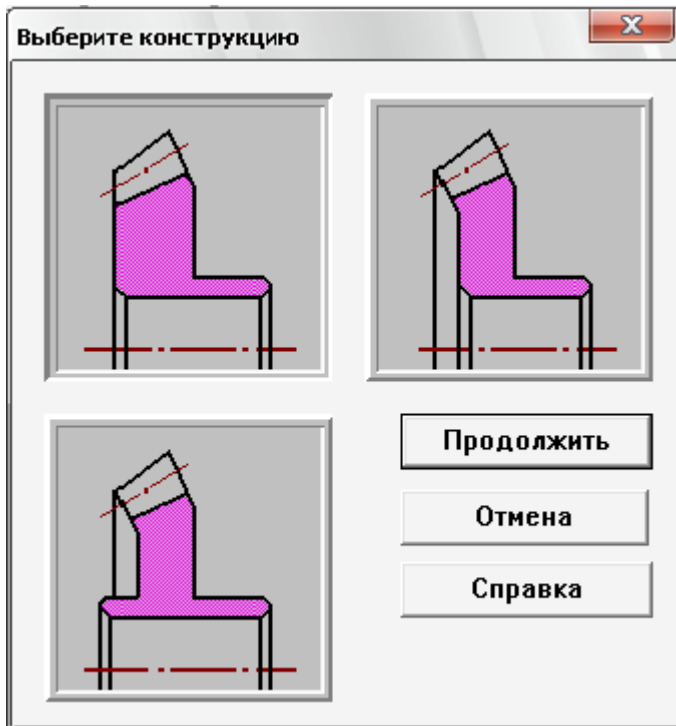 Выберите конструкцию
Продолжить
Отмена
Справка